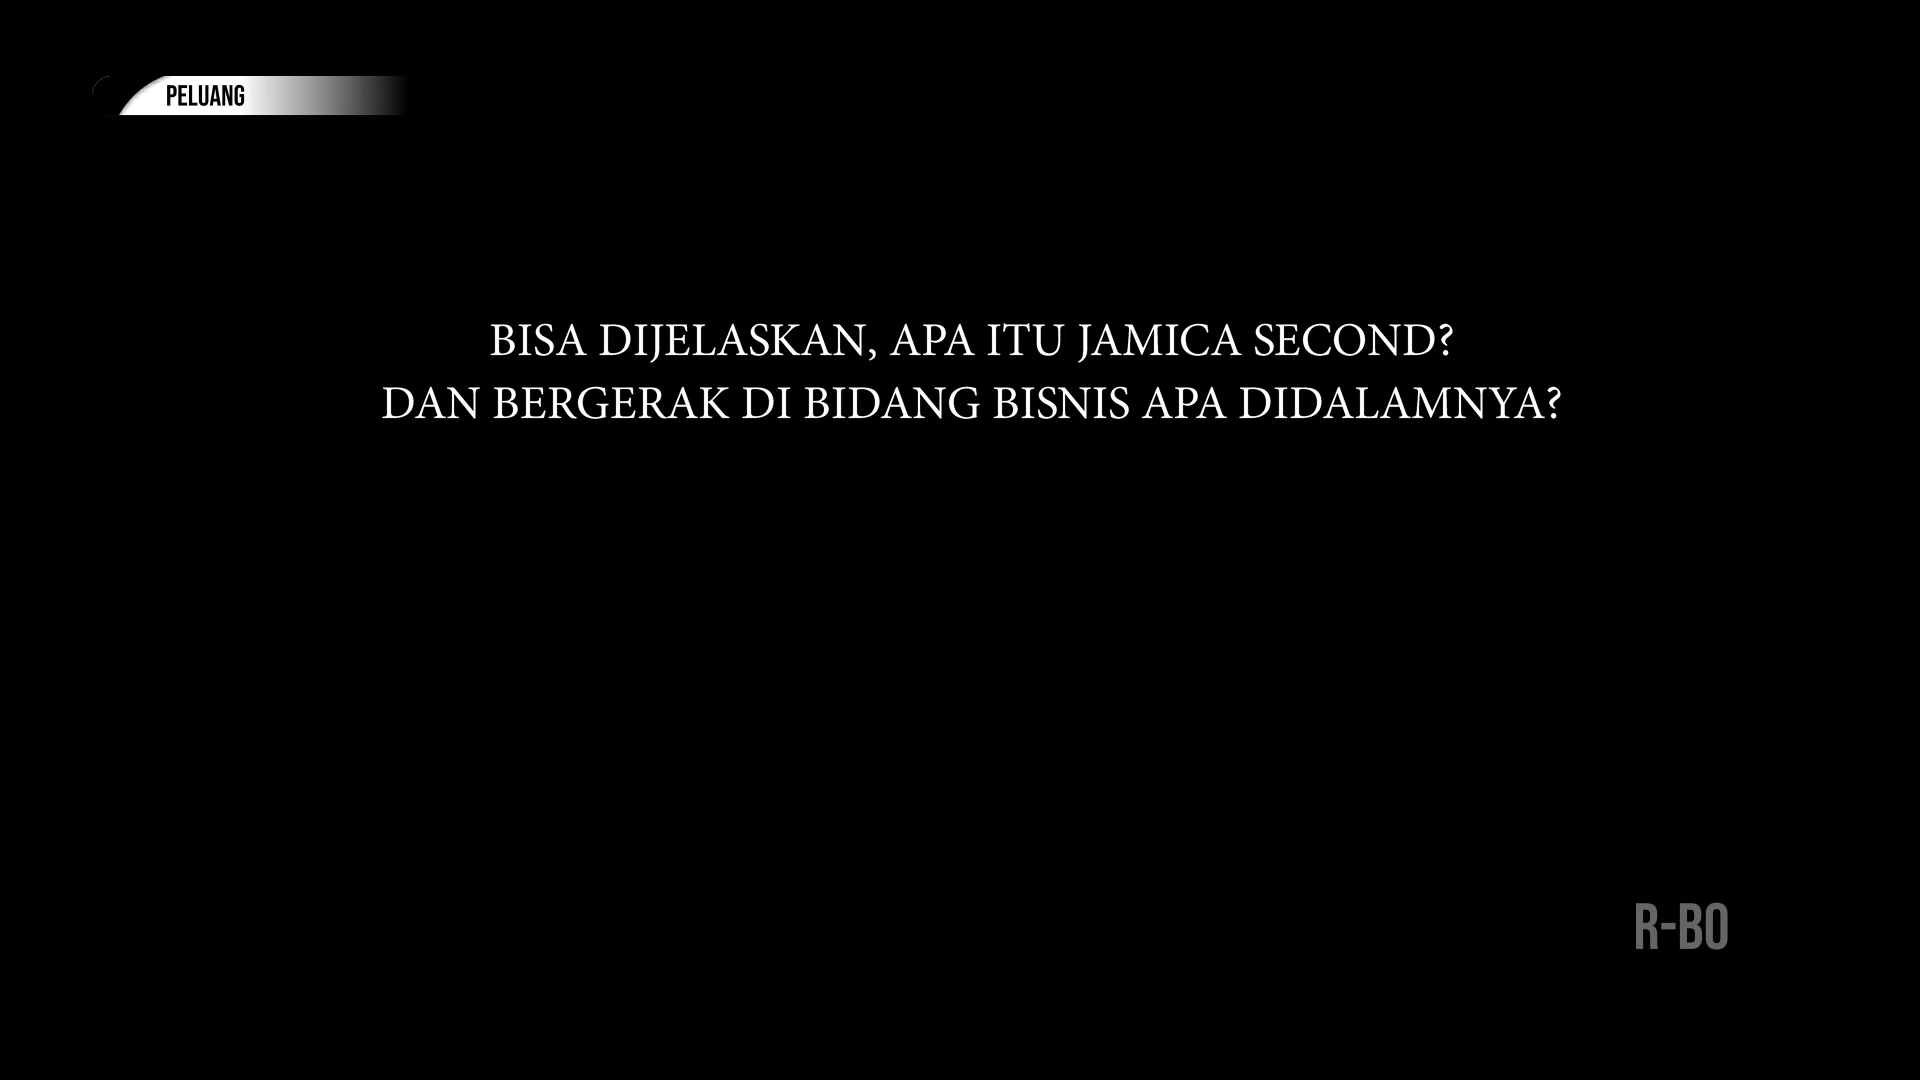 PELUANG
BISA DIJELASKAN, APA ITU JAMICA SECOND?
DAN BERGERAK DI BIDANG BISNIS APA DIDALAMNYA?
R-BO